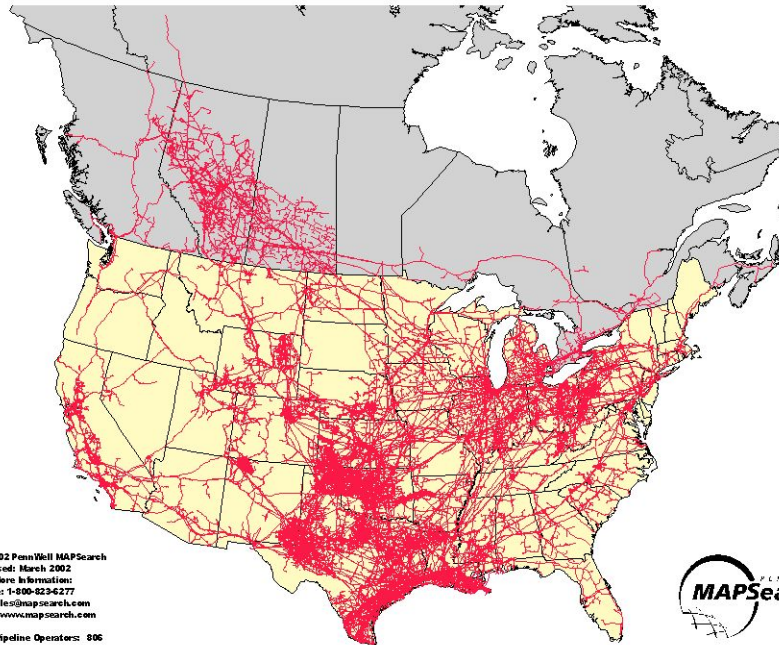 02 PennWell MAPSearch
sed: March 2002
ore Information:
e: 1-800-823-6277
les@mapsearch.com
www.mapsearch.com
ipeline Operators: 806
MAPSea